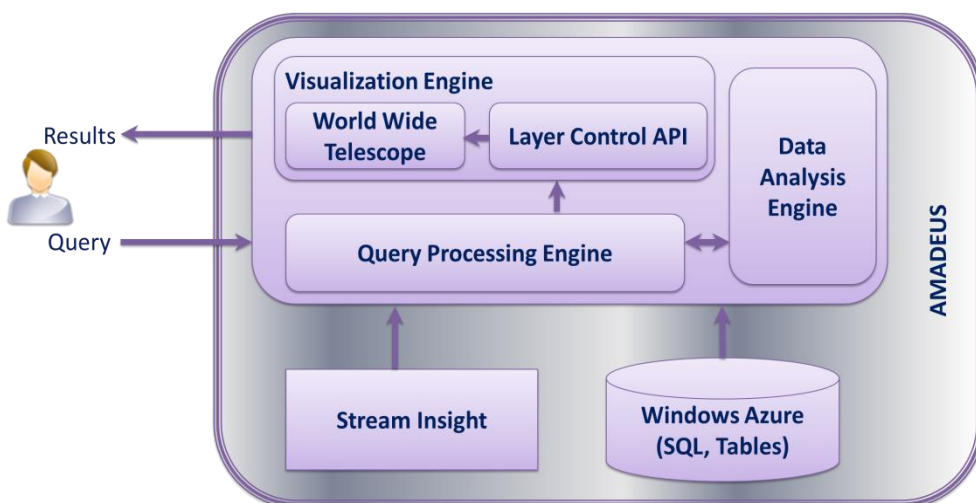 Visualization Engine
World Wide
Telescope
Layer Control API
Data
Analysis
Engine
Results
Query
Query Processing Engine
AMADEUS
Stream Insight
Windows Azure
(SQL, Tables)